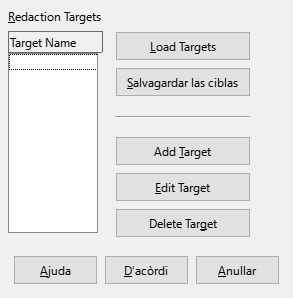 Redaction Targets
Target Name
Load Targets
Salvagardar las ciblas
Add Target
Edit Target
Delete Target
Ajuda
D'acòrdi
Anullar